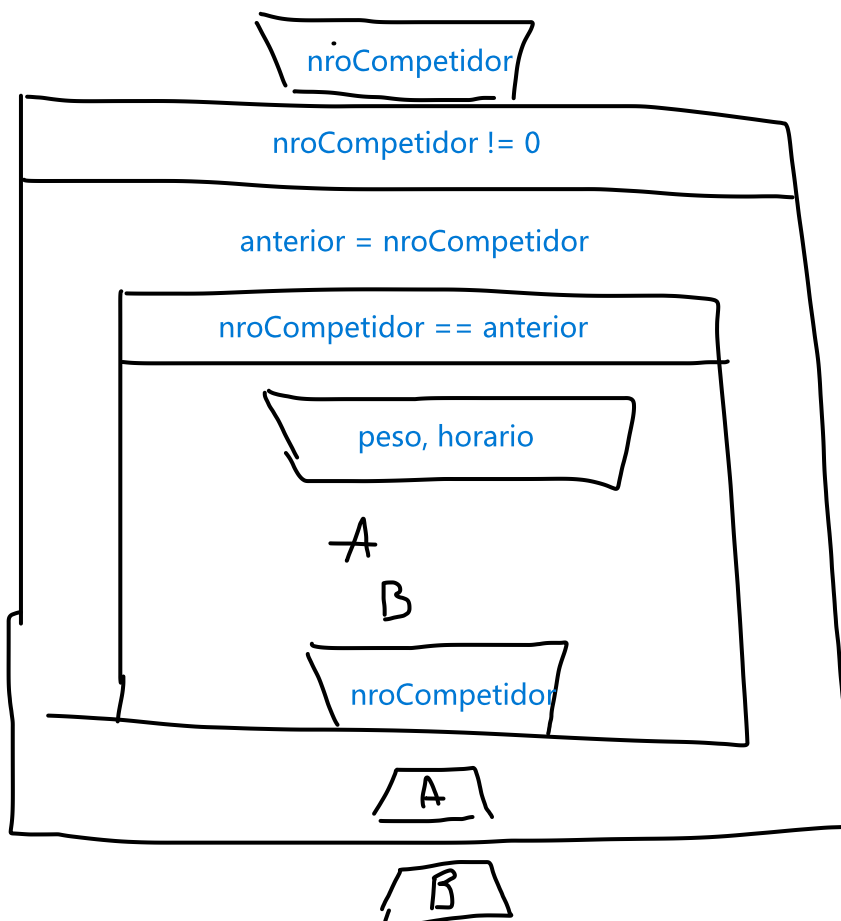 nroCompetidor
nroCompetidor != 0
anterior = nroCompetidor
nroCompetidor == anterior
peso, horario
A
B
nroCompetidor
A
B